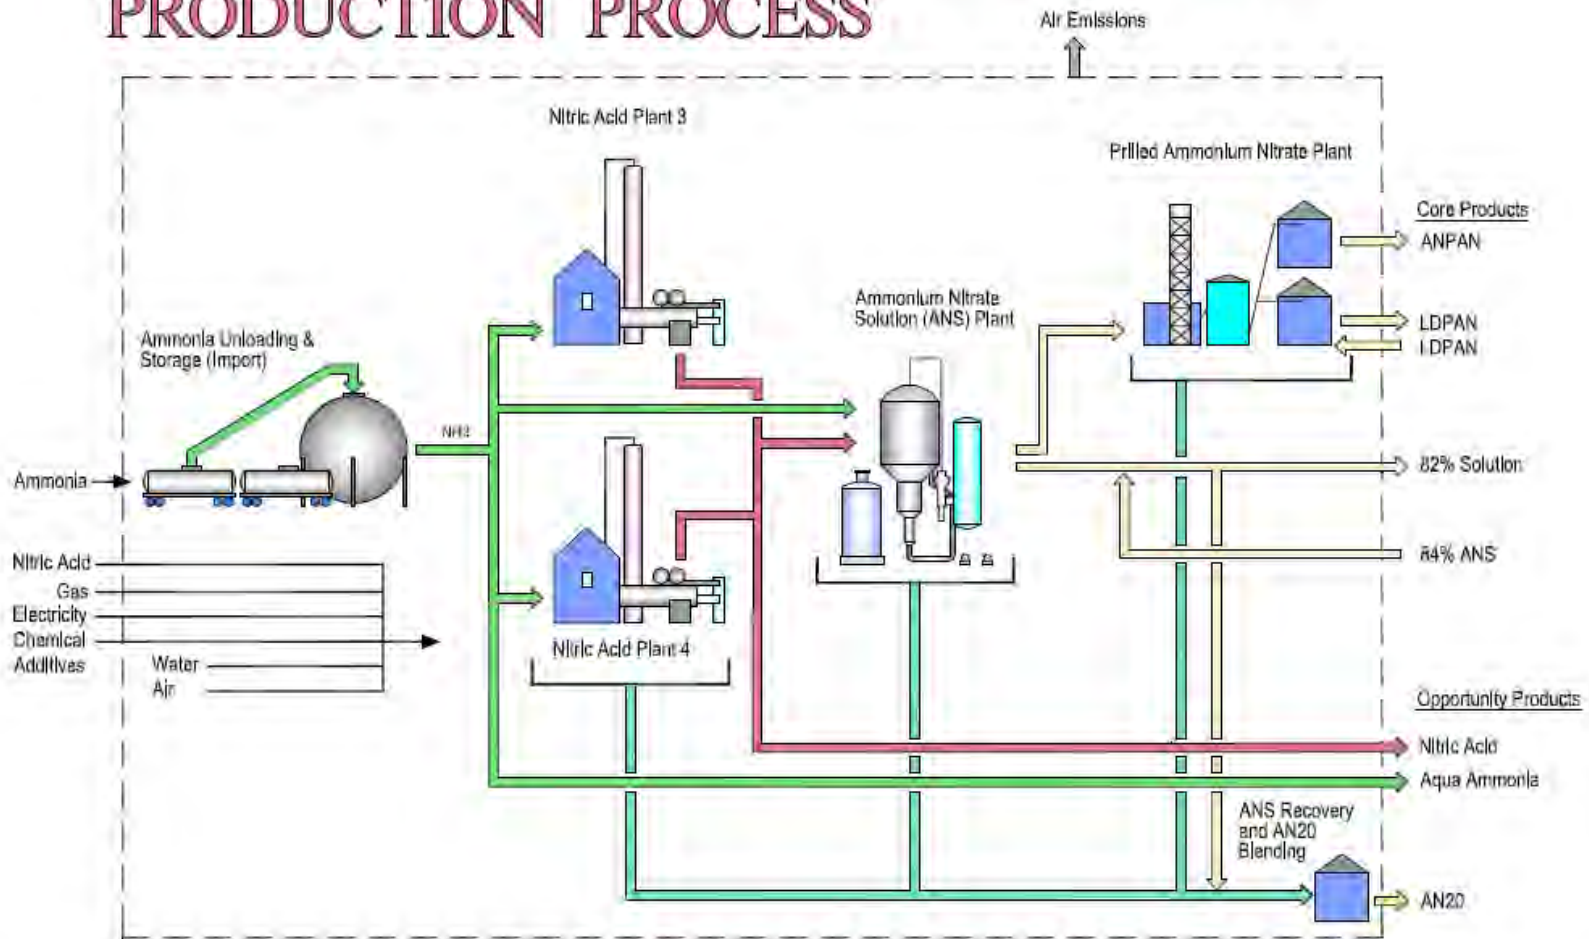 PRODUCTION PROCESS
Air Emissions
Nitric Acid Plant 3
Prilled Ammonium Nitrate Plant
Core Products
ANPAN
Ammonium Nitrate
Solution (ANS) Plant
LDPAN
LDPAN
Ammonia Unloading &
Storage (Import)
NH3
Ammonia
82% Solution
84% ANS
Nitric Acid
Gas
Electricity
Chemical
Additives
Water
Air
Nitric Acid Plant 4
Opportunity Products
Nitric Acid
Aqua Ammonia
ANS Recovery
and AN20
Blending
AN20